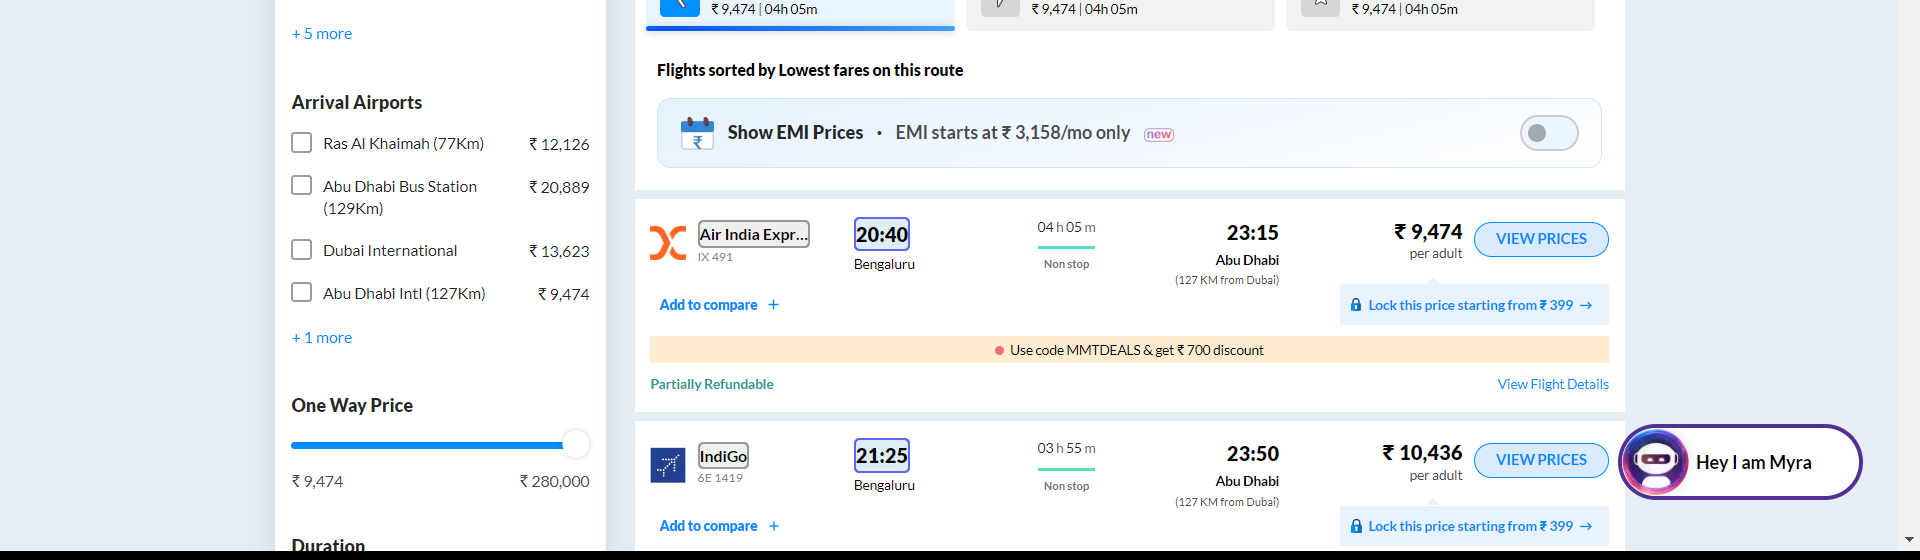 + 5 more
Arrival Airports
Ras Al Khaimah (77Km) ₹ 12,126
Abu Dhabi Bus Station (129Km) ₹ 20,889
Dubai International ₹ 13,623
Abu Dhabi Intl (127Km) ₹ 9,474
+ 1 more
One Way Price
₹ 9,474 ₹ 280,000
Duration
₹ 9,474 | 04h 05m
₹ 9,474 | 04h 05m
₹ 9,474 | 04h 05m
Flights sorted by Lowest fares on this route
Show EMI Prices • EMI starts at ₹ 3,158/mo only new
Air India Expr...
IX 491
20:40
Bengaluru
04 h 05 m
Non stop
23:15
Abu Dhabi
(127 KM from Dubai)
₹ 9,474
per adult
VIEW PRICES
Add to compare +
Lock this price starting from ₹ 399 →
Use code MMTDEALS & get ₹ 700 discount
Partially Refundable
View Flight Details
IndiGo
6E 1419
21:25
Bengaluru
03 h 55 m
Non stop
23:50
Abu Dhabi
(127 KM from Dubai)
₹ 10,436
per adult
VIEW PRICES
Add to compare +
Lock this price starting from ₹ 399 →
Hey I am Myra